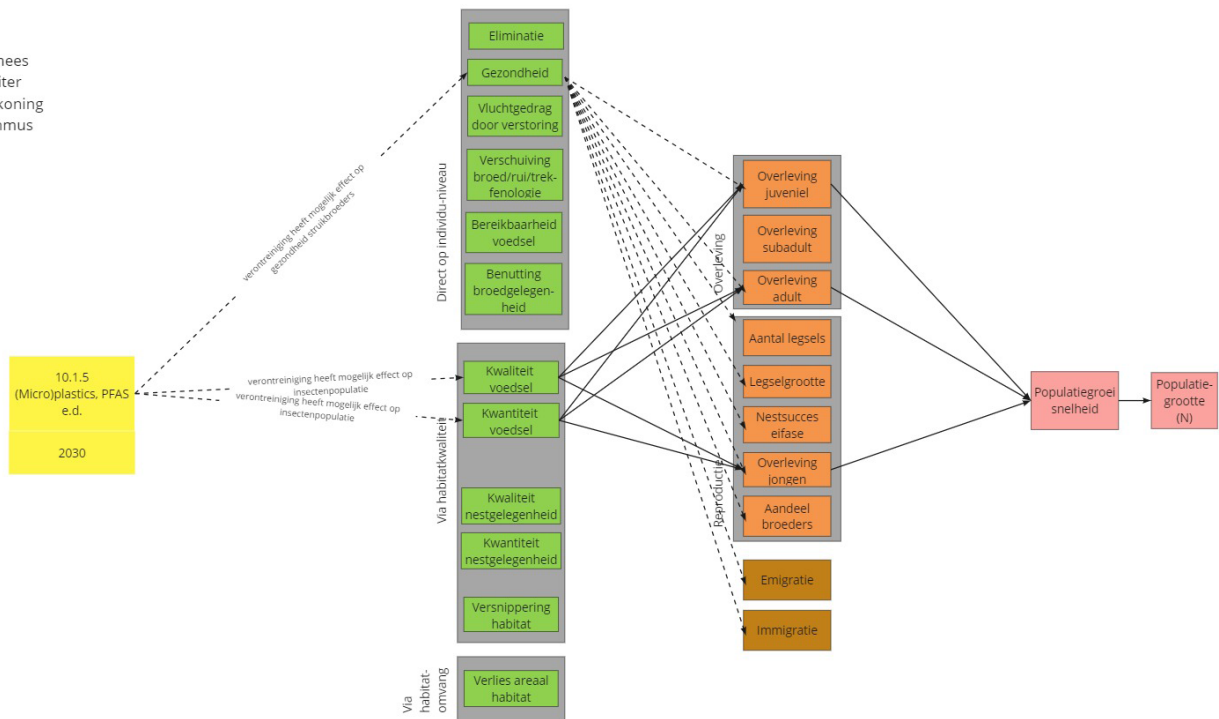 Eliminatie
Gezondheid
Vluchtgedrag
door verstoring
Verschuiving
broed/rui/trek-
fenologie
Bereikbaarheid
voedsel
Benutting
broedgelegen-
heid
Direct op individu-niveau
verontreiniging heeft mogelijk effect op
gezondheid struikbroeders
10.1.5
(Micro)plastics, PFAS
e.d.
2030
verontreiniging heeft mogelijk effect op
insectenpopulatie
verontreiniging heeft mogelijk effect op
insectenpopulatie
Kwaliteit
voedsel
Kwantiteit
voedsel
Kwaliteit
nestgelegenheid
Kwantiteit
nestgelegenheid
Versnippering
habitat
Via habitatkwaliteit
Verlies areaal
habitat
Via
habitat-
omvang
Overleving
juveniel
Overleving
subadult
Overleving
adult
Overleving
Aantal legsels
Legselgrootte
Nestsucces
eifase
Overleving
jongen
Aandeel
broeders
Reproductie
Emigratie
Immigratie
Populatiegroei
snelheid
Populatie-
grootte
(N)